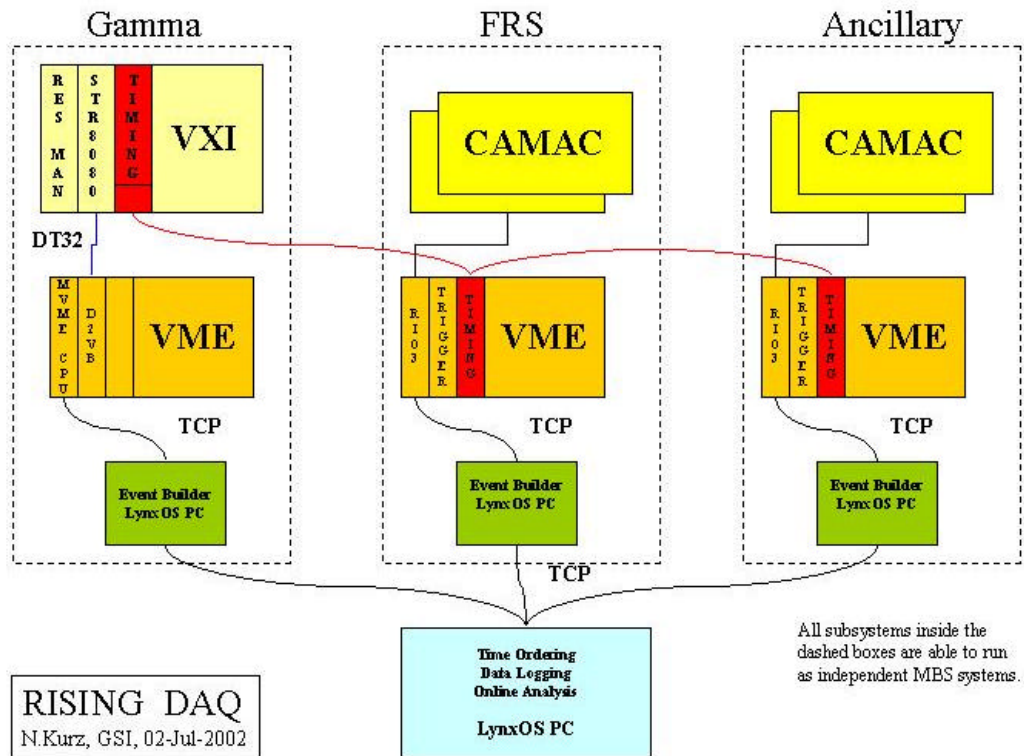 Gamma
FRS
Ancillary
RES MAN
STR8080
TIMING
VXI
CAMAC
CAMAC
DT32
MVME CPU
D2VB
VME
RIO3
TRIGGER
TIMING
VME
RIO3
TRIGGER
TIMING
VME
TCP
TCP
TCP
Event Builder
LynxOS PC
Event Builder
LynxOS PC
Event Builder
LynxOS PC
TCP
Time Ordering
Data Logging
Online Analysis
LynxOS PC
All subsystems inside the
dashed boxes are able to run
as independent MBS systems.
RISING DAQ
N.Kurz, GSI, 02-Jul-2002